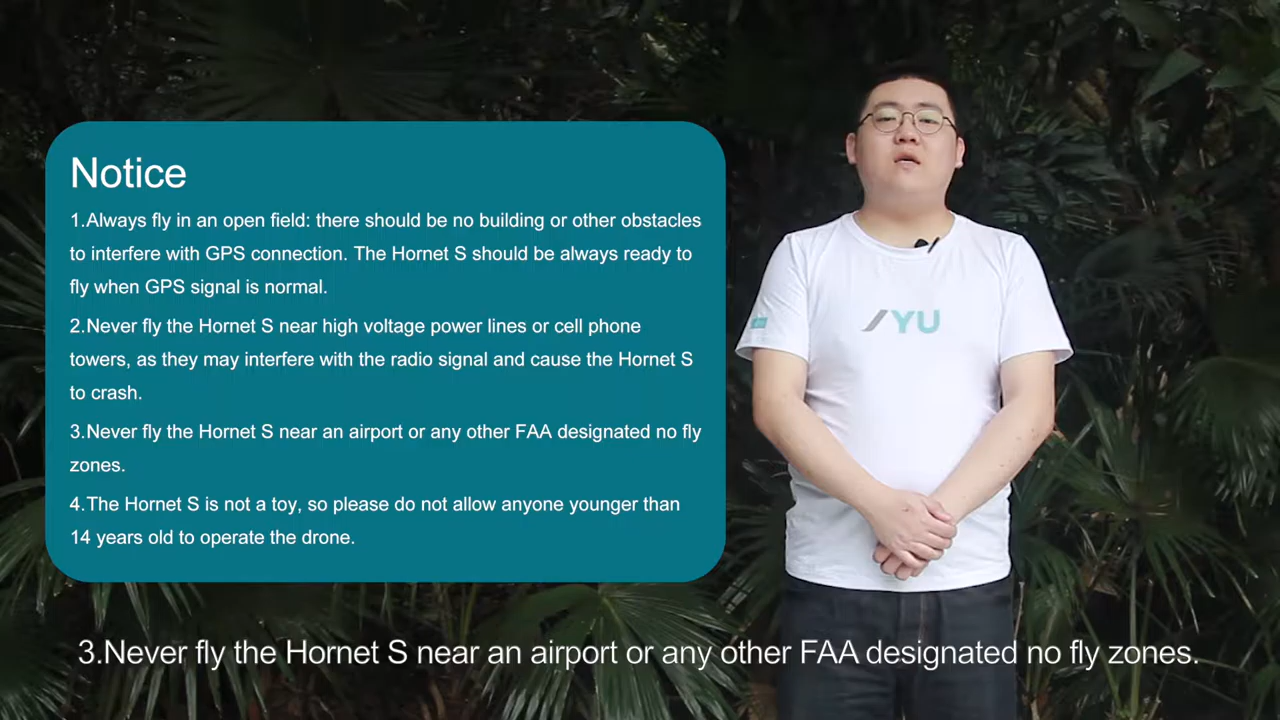 Notice
1.Always fly in an open field: there should be no building or other obstacles
to interfere with GPS connection. The Hornet S should be always ready to
fly when GPS signal is normal.
2.Never fly the Hornet S near high voltage power lines or cell phone
towers, as they may interfere with the radio signal and cause the Hornet S
to crash.
3.Never fly the Hornet S near an airport or any other FAA designated no fly
zones.
4.The Hornet S is not a toy, so please do not allow anyone younger than
14 years old to operate the drone.
/YU
3.Never fly the Hornet S near an airport or any other FAA designated no fly zones.